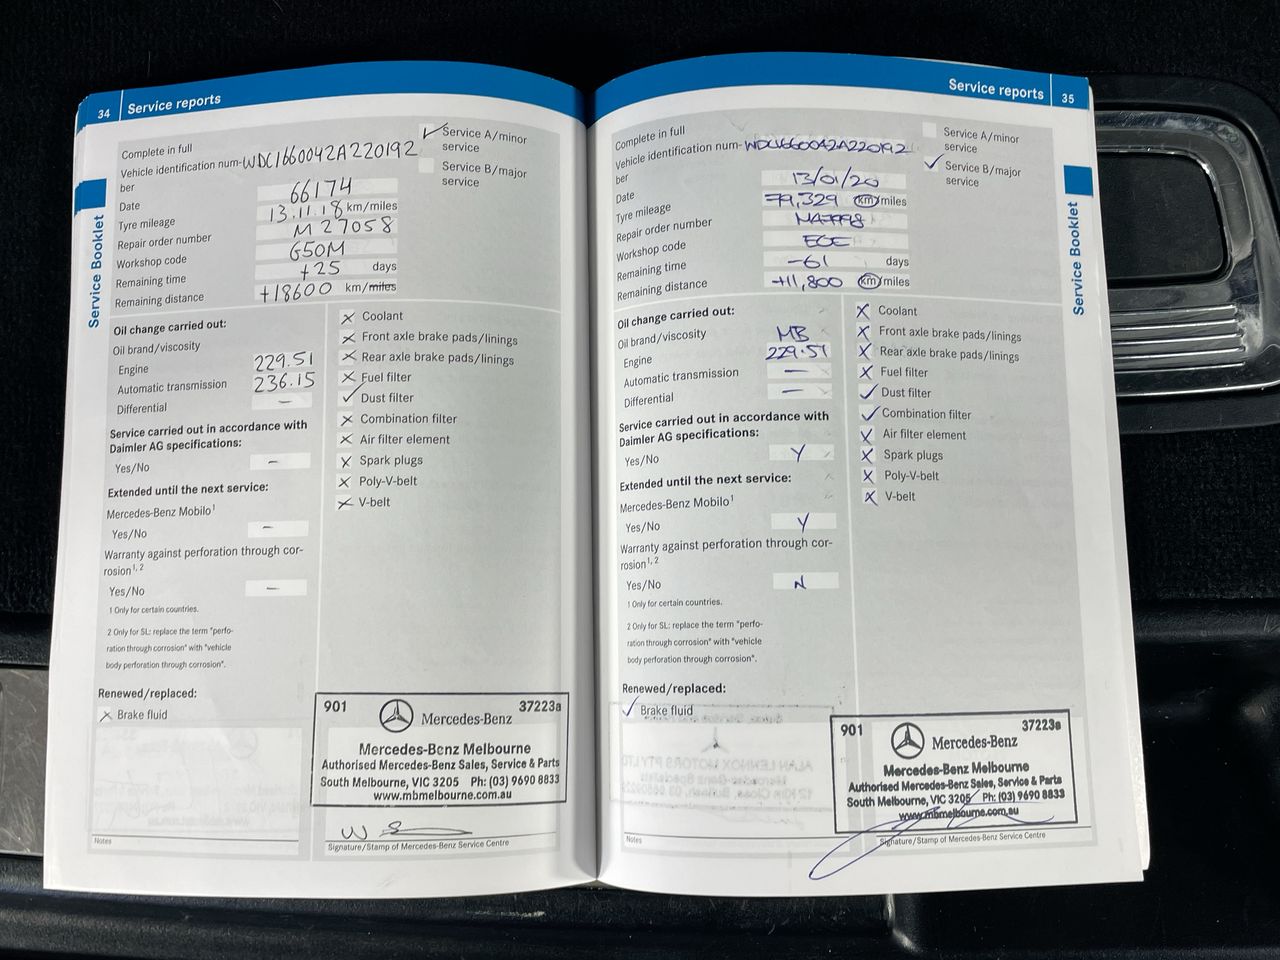 34 Service reports
Complete in full
Vehicle identification num- WDC1660042A220192
ber
Date 66174
Tyre mileage 13.11.18 km/miles
Repair order number M 27058
Workshop code G50M
Remaining time +25 days
Remaining distance +18600 km/miles
✓ Service A/minor
service
Service B/major
service
Service Booklet
Oil change carried out:
Oil brand/viscosity
Engine 229.51
Automatic transmission 236.15
Differential –
Service carried out in accordance with
Daimler AG specifications:
Yes/No –
Extended until the next service:
Mercedes-Benz Mobilo¹
Yes/No –
Warranty against perforation through cor-
rosion¹,²
Yes/No –
1 Only for certain countries.
2 Only for SL: replace the term "perfo-
ration through corrosion" with "vehicle
body perforation through corrosion".
Renewed/replaced:
X Brake fluid
X Coolant
X Front axle brake pads/linings
X Rear axle brake pads/linings
X Fuel filter
✓ Dust filter
X Combination filter
X Air filter element
X Spark plugs
X Poly-V-belt
X V-belt
901 37223a
Mercedes-Benz
Mercedes-Benz Melbourne
Authorised Mercedes-Benz Sales, Service & Parts
South Melbourne, VIC 3205 Ph: (03) 9690 8833
www.mbmelbourne.com.au
Notes
Signature/Stamp of Mercedes-Benz Service Centre
Service reports 35
Complete in full
Vehicle identification num- WDC1660042A220192
ber
Date 13/01/20
Tyre mileage 79,329 km/miles
Repair order number
Workshop code
Remaining time -61 days
Remaining distance +11,800 km/miles
Service A/minor
service
✓ Service B/major
service
Service Booklet
Oil change carried out:
Oil brand/viscosity MB
Engine 229.51
Automatic transmission –
Differential –
Service carried out in accordance with
Daimler AG specifications:
Yes/No Y
Extended until the next service:
Mercedes-Benz Mobilo¹
Yes/No Y
Warranty against perforation through cor-
rosion¹,²
Yes/No N
1 Only for certain countries.
2 Only for SL: replace the term "perfo-
ration through corrosion" with "vehicle
body perforation through corrosion".
Renewed/replaced:
✓ Brake fluid
X Coolant
X Front axle brake pads/linings
X Rear axle brake pads/linings
X Fuel filter
✓ Dust filter
✓ Combination filter
X Air filter element
X Spark plugs
X Poly-V-belt
X V-belt
901 37223a
Mercedes-Benz
Mercedes-Benz Melbourne
Authorised Mercedes-Benz Sales, Service & Parts
South Melbourne, VIC 3205 Ph: (03) 9690 8833
www.mbmelbourne.com.au
Notes
Signature/Stamp of Mercedes-Benz Service Centre